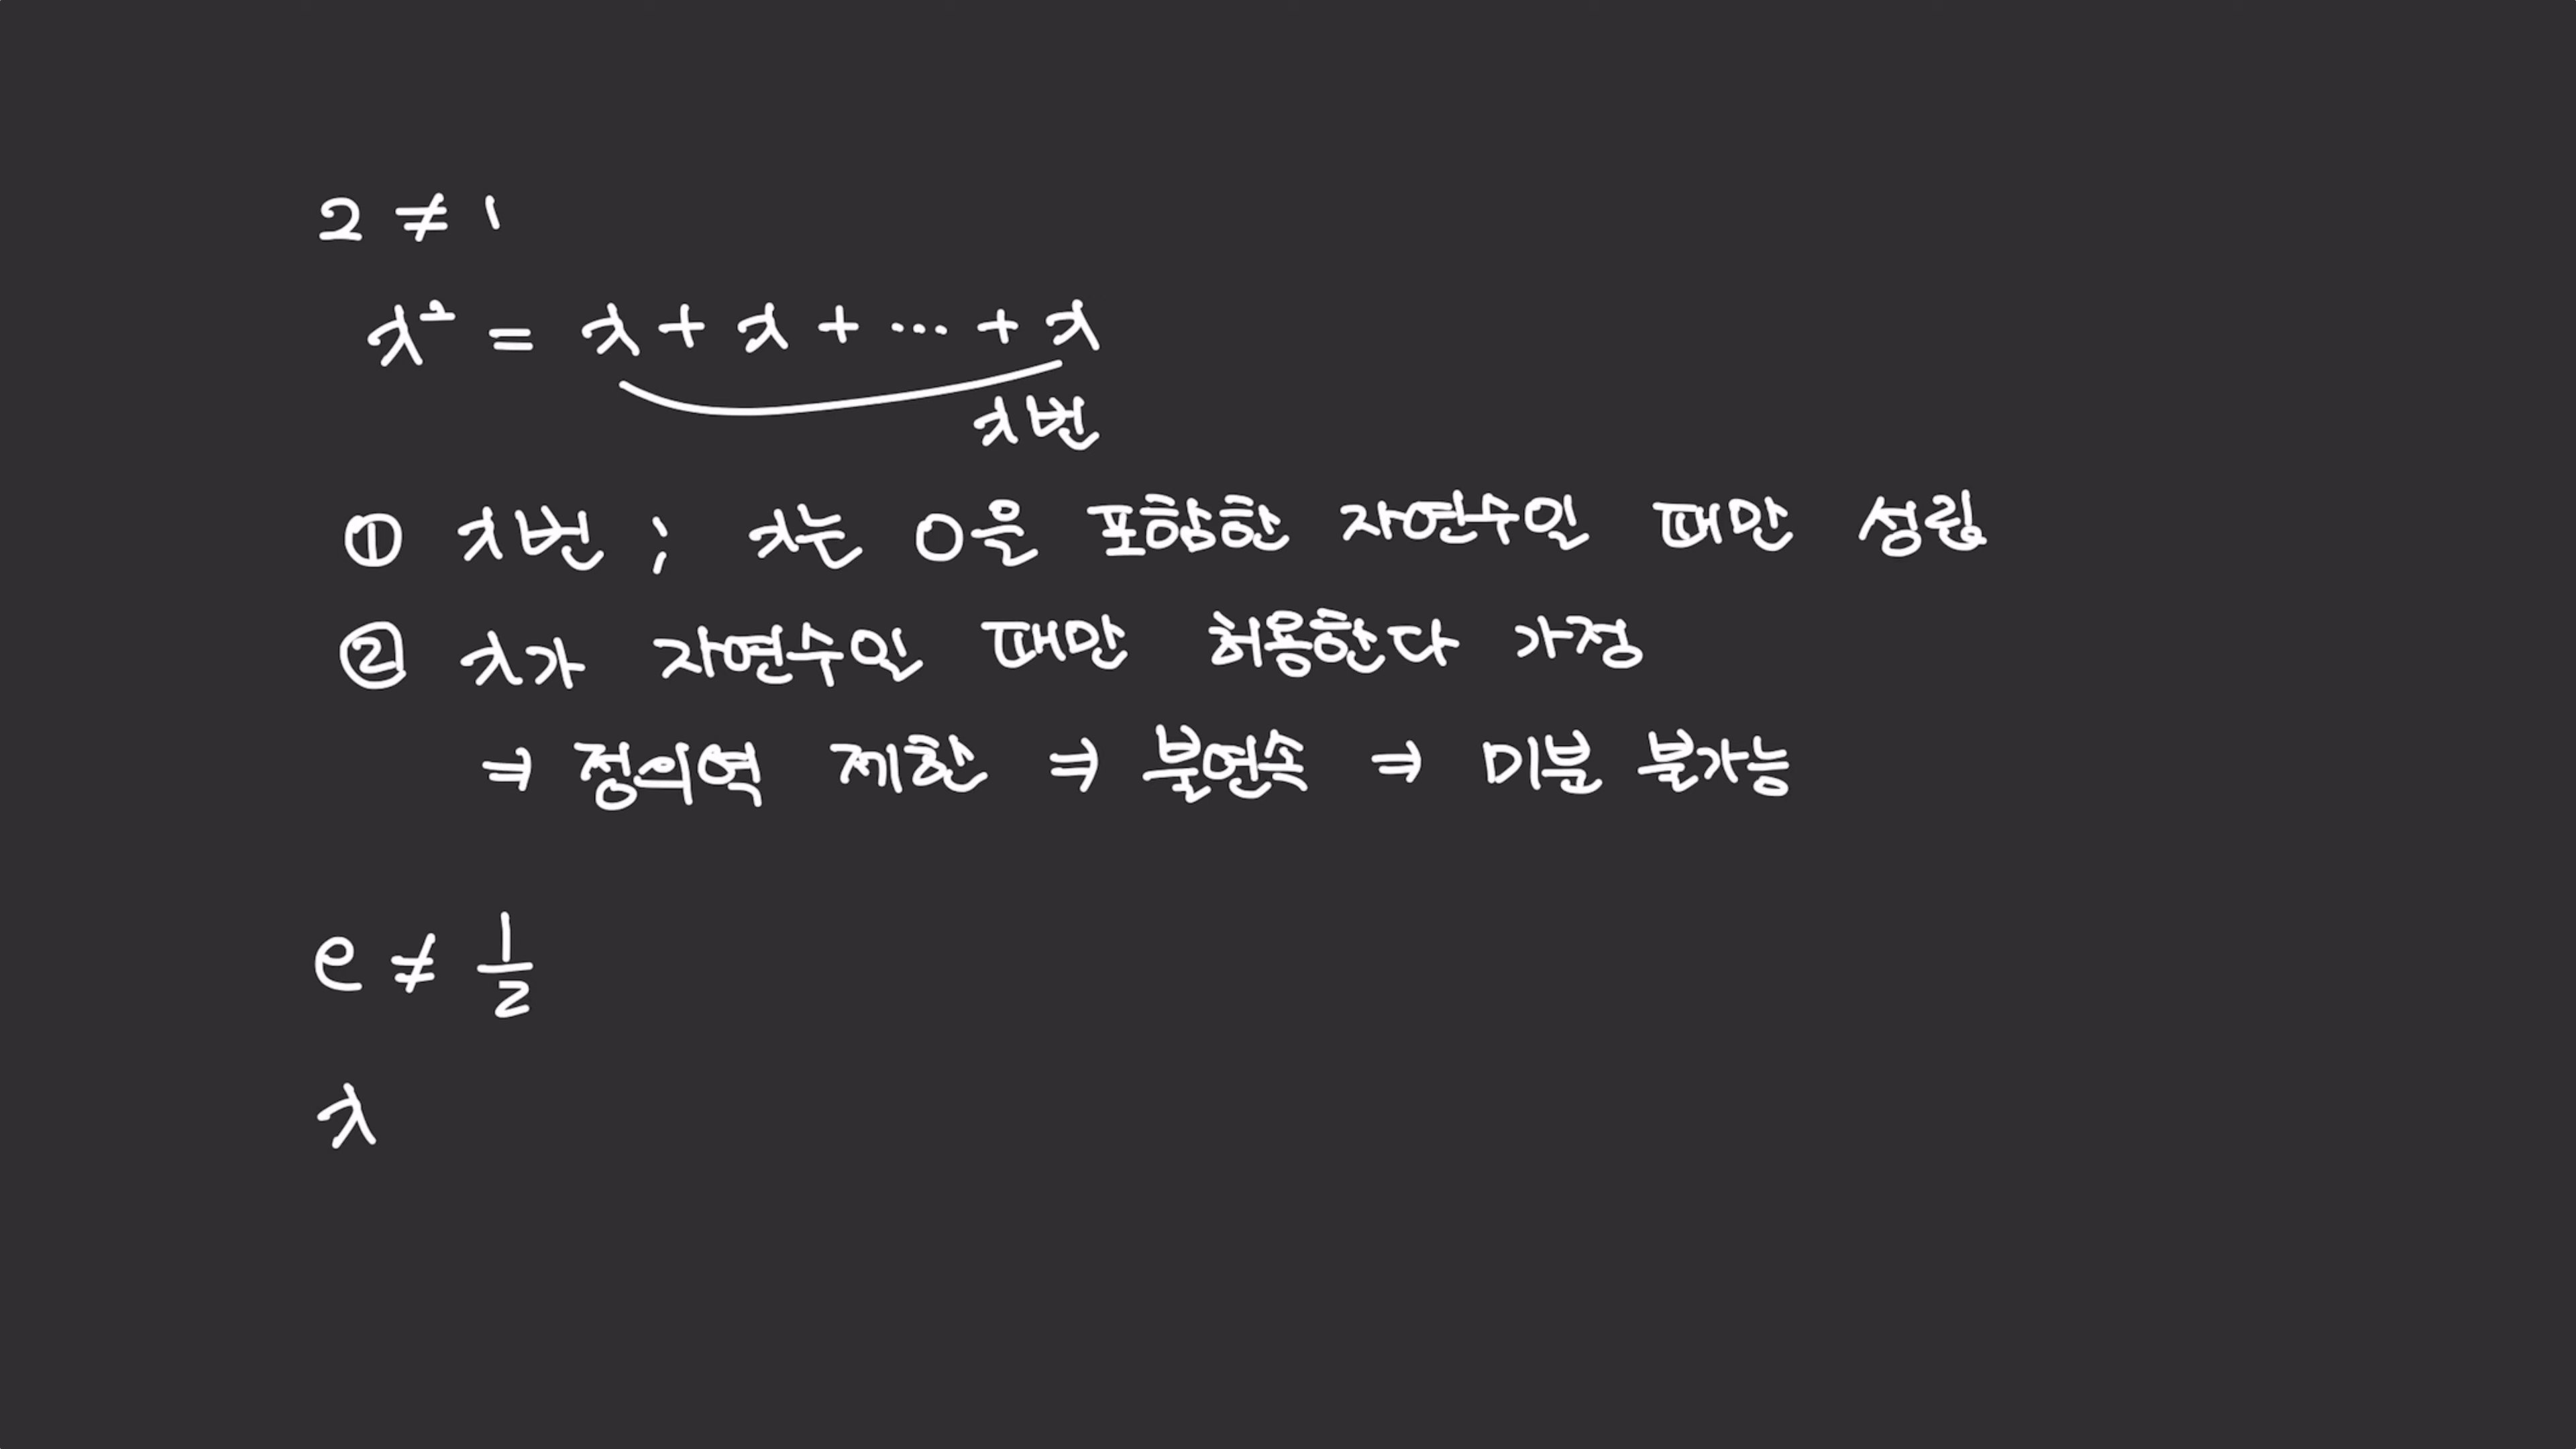 2 ≠ 1
x² = x + x + ··· + x
x번
① x번 ; x는 0을 포함한 자연수일 때만 성립
② x가 자연수인 때만 허용한다 가정
⇒ 정의역 제한 ⇒ 불연속 ⇒ 미분 불가능
e ≠ 1/2
x